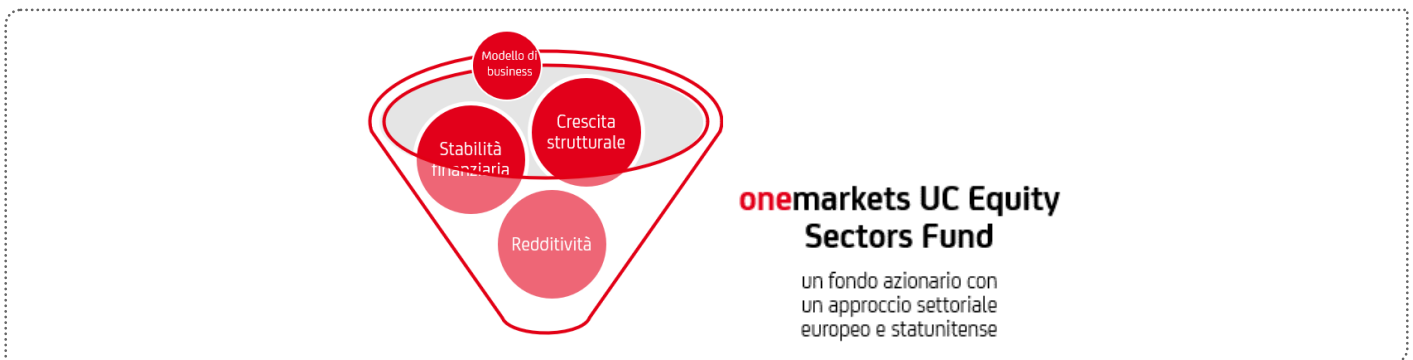 Modello di
business
Crescita
strutturale
Stabilità
finanziaria
Redditività
onemarkets UC Equity
Sectors Fund
un fondo azionario con
un approccio settoriale
europeo e statunitense